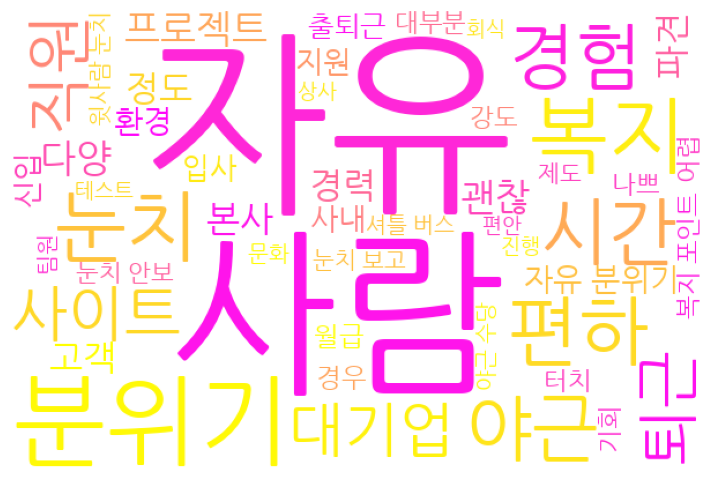 자유
사람
분위기
눈치
복지
시간
편하
야근
경험
직원
사이트
대기업
퇴근
프로젝트
정도
다양
환경
본사
경력
괜찮
고객
신입
입사
지원
출퇴근
대부분
회식
파견
상사
강도
제도
나쁘
복지 포인트 어렵
윗사람 눈치
테스트
사내
셔틀 버스
편안
진행
문화
눈치 보고
눈치 안보
팀원
자유 분위기
월급
야근 수당
경우
터치
기회